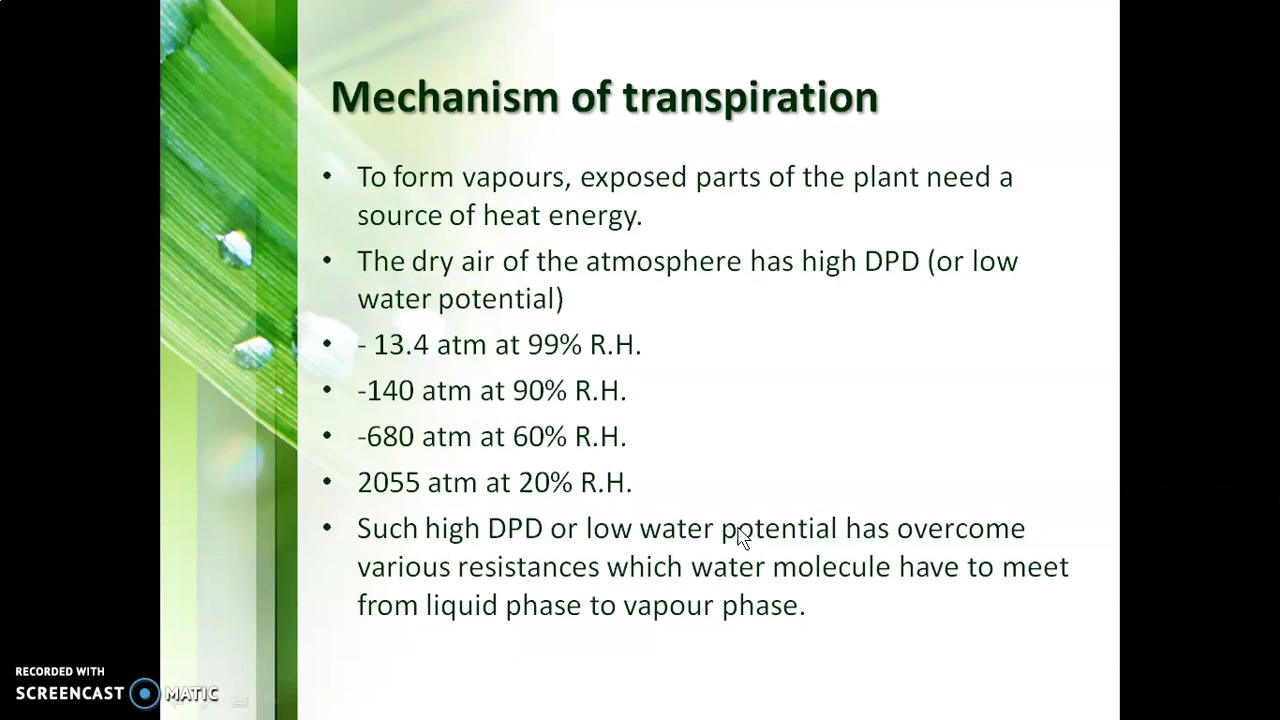 Mechanism of transpiration
• To form vapours, exposed parts of the plant need a
source of heat energy.
• The dry air of the atmosphere has high DPD (or low
water potential)
• - 13.4 atm at 99% R.H.
• -140 atm at 90% R.H.
• -680 atm at 60% R.H.
• 2055 atm at 20% R.H.
• Such high DPD or low water potential has overcome
various resistances which water molecule have to meet
from liquid phase to vapour phase.
RECORDED WITH
SCREENCAST MATIC